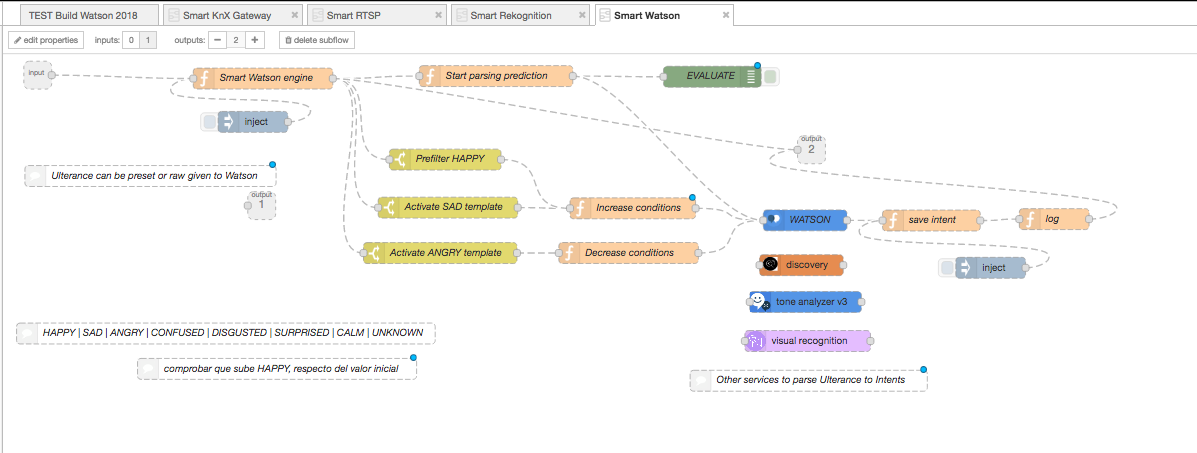 TEST Build Watson 2018
Smart KnX Gateway
Smart RTSP
Smart Rekognition
Smart Watson
edit properties
inputs: 0 1
outputs: 2
delete subflow
input
Smart Watson engine
Start parsing prediction
EVALUATE
inject
output
2
Prefilter HAPPY
Ulterance can be preset or raw given to Watson
output
1
Activate SAD template
Increase conditions
WATSON
save intent
log
Activate ANGRY template
Decrease conditions
discovery
inject
tone analyzer v3
HAPPY | SAD | ANGRY | CONFUSED | DISGUSTED | SURPRISED | CALM | UNKNOWN
visual recognition
comprobar que sube HAPPY, respecto del valor inicial
Other services to parse Ulterance to Intents